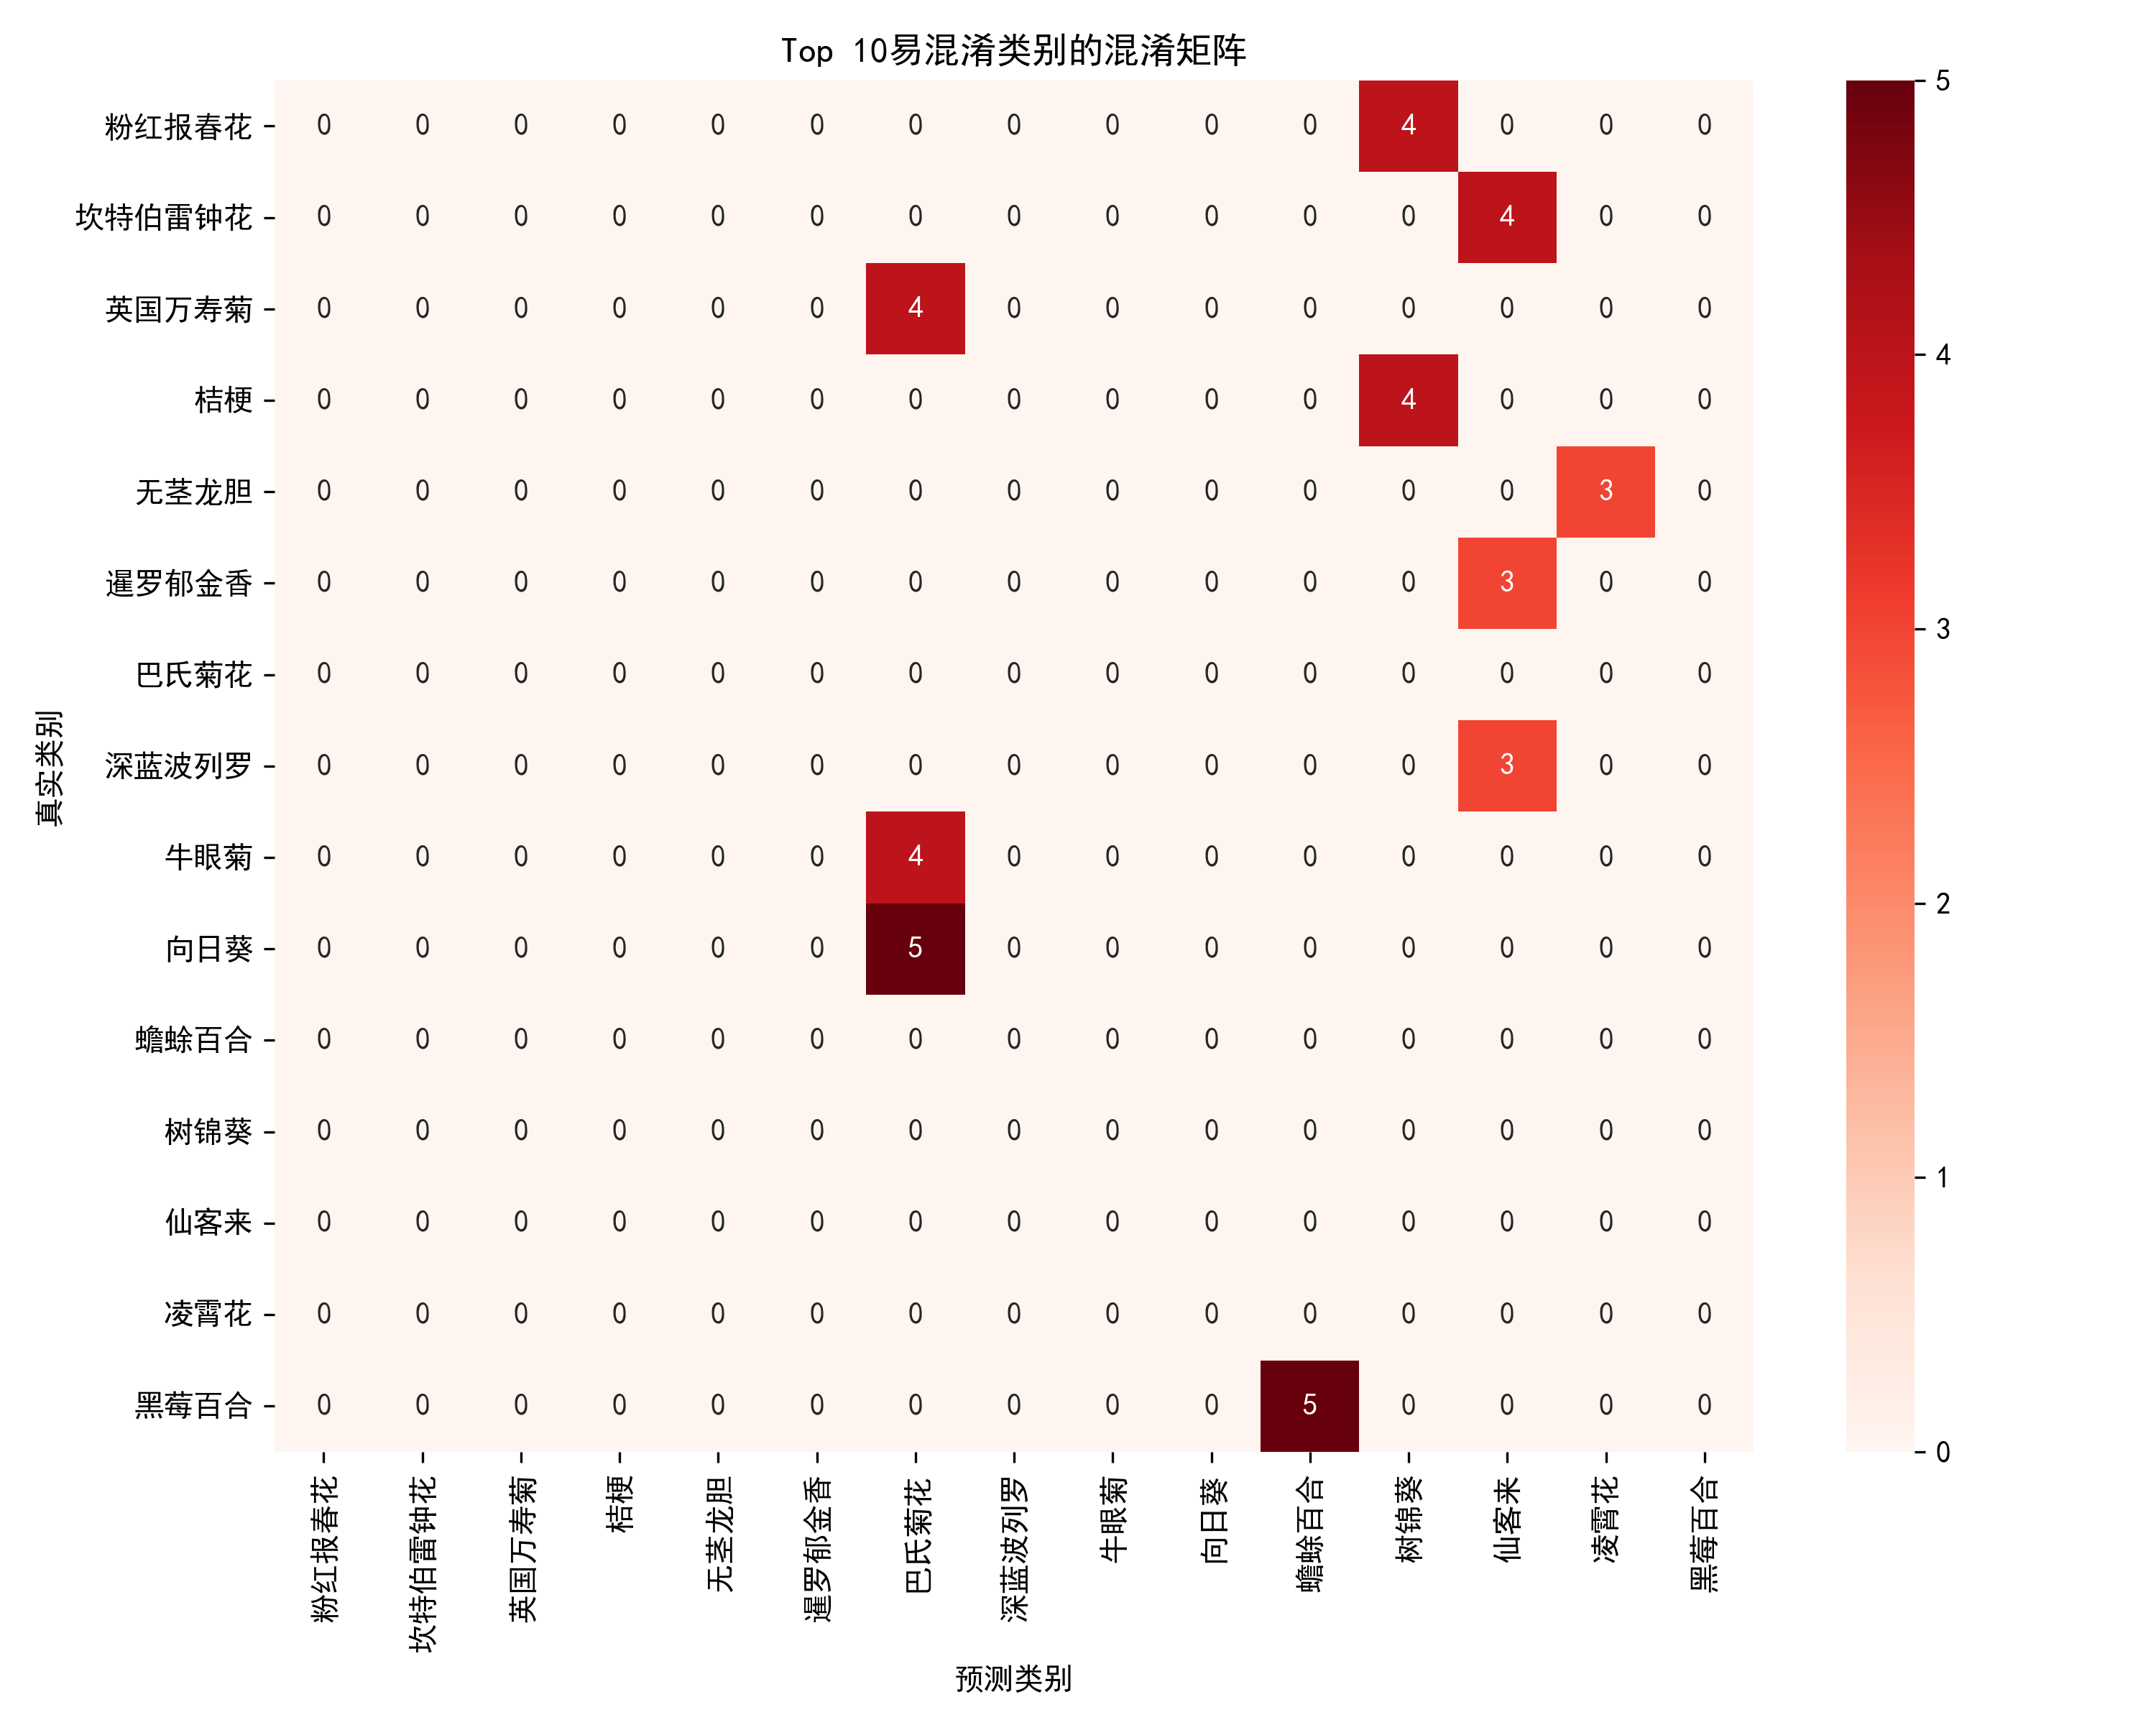 Top 10易混淆类别的混淆矩阵
粉红报春花 0 0 0 0 0 0 0 0 0 0 0 4 0 0 0
坎特伯雷钟花 0 0 0 0 0 0 0 0 0 0 0 0 4 0 0
英国万寿菊 0 0 0 0 0 0 4 0 0 0 0 0 0 0 0
桔梗 0 0 0 0 0 0 0 0 0 0 0 4 0 0 0
无茎龙胆 0 0 0 0 0 0 0 0 0 0 0 0 0 3 0
暹罗郁金香 0 0 0 0 0 0 0 0 0 0 0 0 3 0 0
巴氏菊花 0 0 0 0 0 0 0 0 0 0 0 0 0 0 0
深蓝波列罗 0 0 0 0 0 0 0 0 0 0 0 0 3 0 0
牛眼菊 0 0 0 0 0 0 4 0 0 0 0 0 0 0 0
向日葵 0 0 0 0 0 0 5 0 0 0 0 0 0 0 0
蟾蜍百合 0 0 0 0 0 0 0 0 0 0 0 0 0 0 0
树锦葵 0 0 0 0 0 0 0 0 0 0 0 0 0 0 0
仙客来 0 0 0 0 0 0 0 0 0 0 0 0 0 0 0
凌霄花 0 0 0 0 0 0 0 0 0 0 0 0 0 0 0
黑莓百合 0 0 0 0 0 0 0 0 0 0 5 0 0 0 0
真实类别
粉红报春花
坎特伯雷钟花
英国万寿菊
桔梗
无茎龙胆
暹罗郁金香
巴氏菊花
深蓝波列罗
牛眼菊
向日葵
蟾蜍百合
树锦葵
仙客来
凌霄花
黑莓百合
预测类别
5
4
3
2
1
0